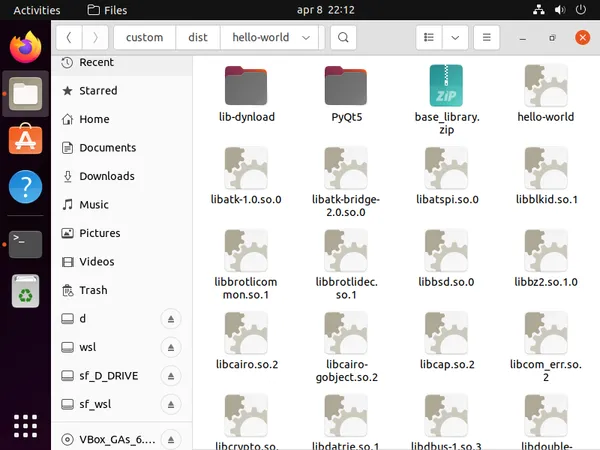 Activities
Files
apr 8 22:12
custom
dist
hello-world
Recent
Starred
Home
Documents
Downloads
Music
Pictures
Videos
Trash
d
wsl
sf_D_DRIVE
sf_wsl
VBox_GAs_6....
lib-dynload
PyQt5
ZIP
base_library.
zip
hello-world
libatk-1.0.so.0
libatk-bridge-
2.0.so.0
libatspi.so.0
libblkid.so.1
libbrotlicom
mon.so.1
libbrotlidec.
so.1
libbsd.so.0
libbz2.so.1.0
libcairo.so.2
libcairo-
gobject.so.2
libcap.so.2
libcom_err.so.
2
libcrypto.so.
libdatrie.so.1
libdbus-1.so.3
libdouble-